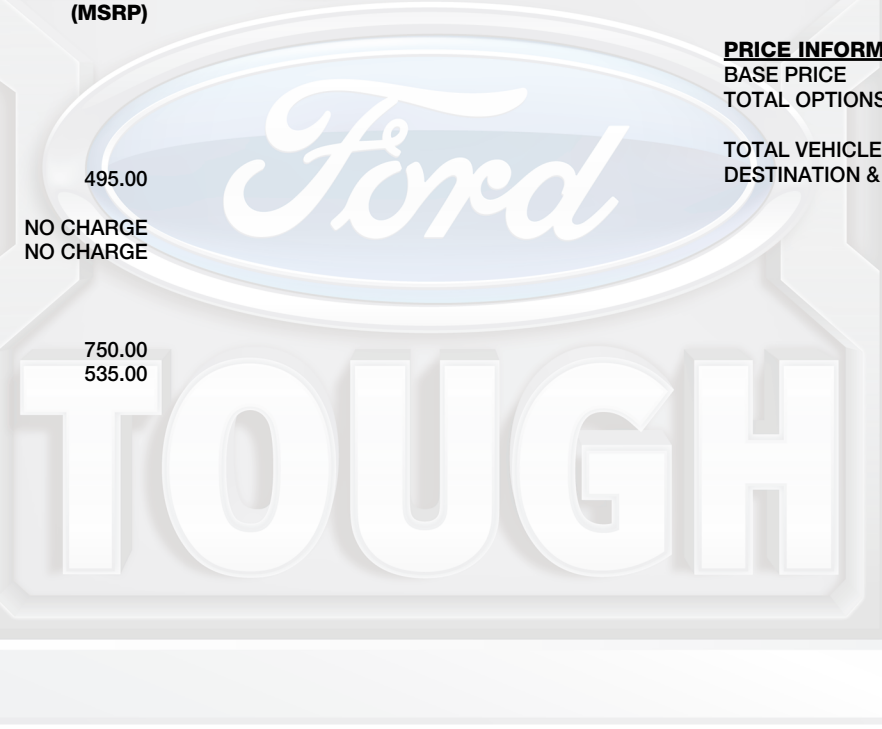 (MSRP)
495.00
NO CHARGE
NO CHARGE
750.00
535.00
PRICE INFORM
BASE PRICE
TOTAL OPTIONS
TOTAL VEHICLE
DESTINATION &
Ford
TOUGH